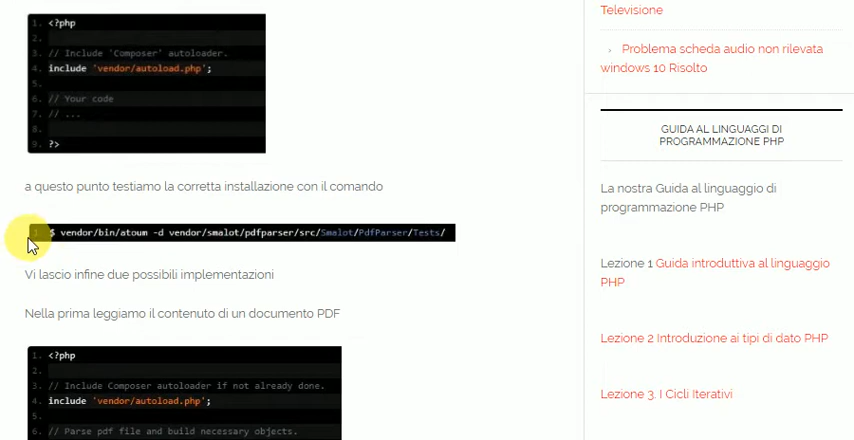 1. <?php
2.
3. // Include 'Composer' autoloader.
4. include 'vendor/autoload.php';
5.
6. // Your code
7. // ...
8.
9. ?>
a questo punto testiamo la corretta installazione con il comando
1 $ vendor/bin/atoum -d vendor/smalot/pdfparser/src/Smalot/PdfParser/Tests/
Vi lascio infine due possibili implementazioni
Nella prima leggiamo il contenuto di un documento PDF
1. <?php
2.
3. // Include Composer autoloader if not already done.
4. include 'vendor/autoload.php';
5.
6. // Parse pdf file and build necessary objects.
Televisione
› Problema scheda audio non rilevata
windows 10 Risolto
GUIDA AL LINGUAGGI DI
PROGRAMMAZIONE PHP
La nostra Guida al linguaggio di
programmazione PHP
Lezione 1 Guida introduttiva al linguaggio
PHP
Lezione 2 Introduzione ai tipi di dato PHP
Lezione 3. I Cicli Iterativi